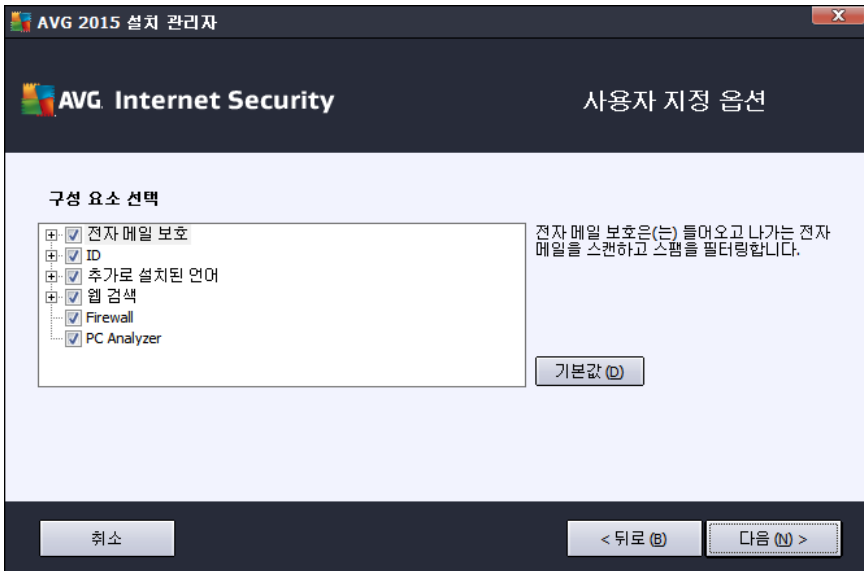 AVG 2015 설치 관리자
AVG. Internet Security
사용자 지정 옵션
구성 요소 선택
전자 메일 보호
ID
추가로 설치된 언어
웹 검색
Firewall
PC Analyzer
전자 메일 보호은(는) 들어오고 나가는 전자
메일을 스캔하고 스팸을 필터링합니다.
기본값 (D)
취소
< 뒤로 (B)
다음 (N) >